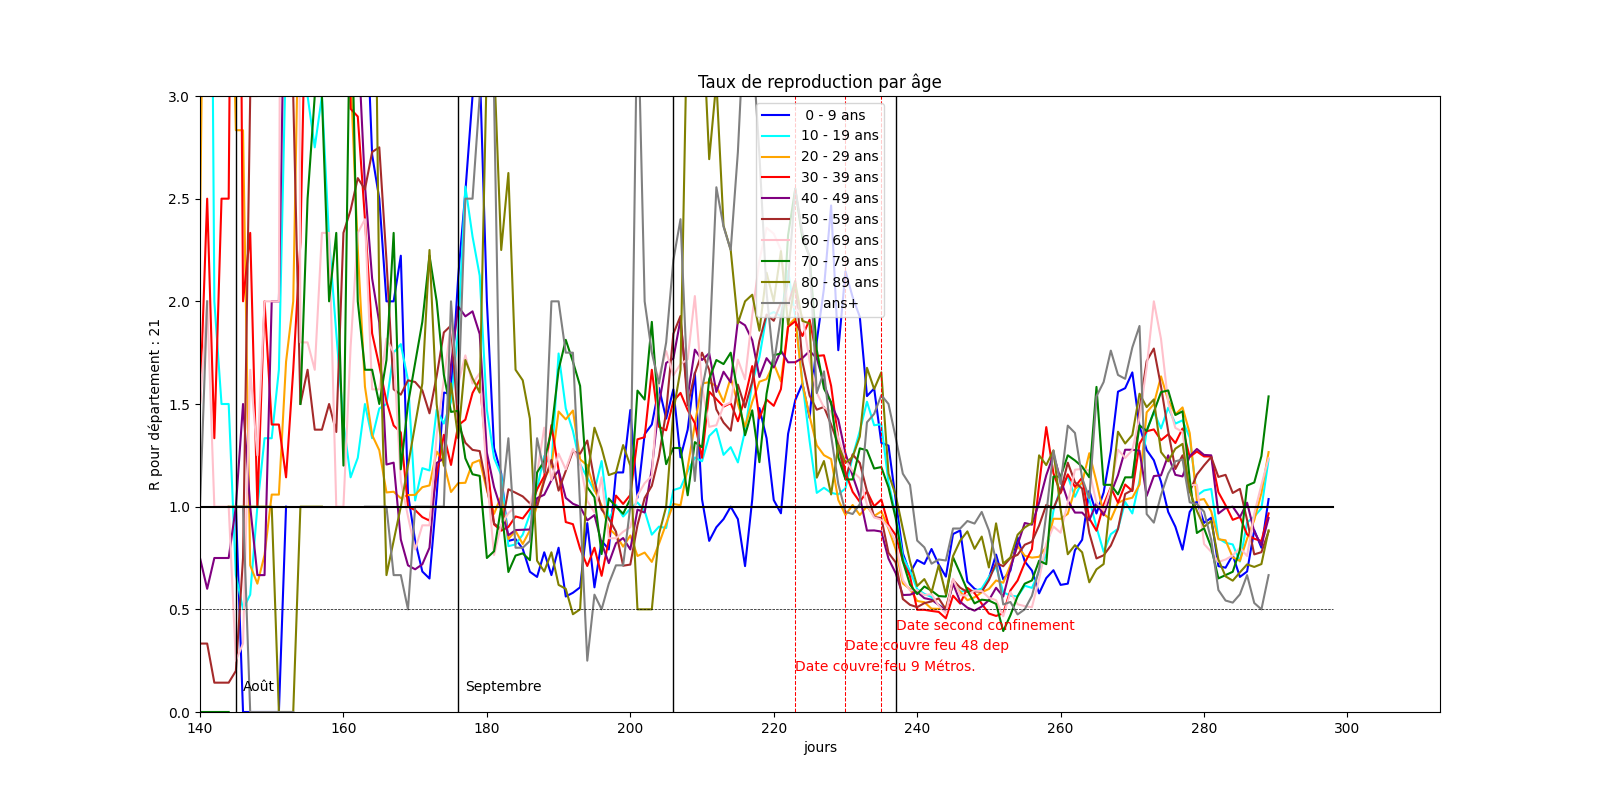 Taux de reproduction par âge
3.0
2.5
2.0
1.5
1.0
0.5
0.0
R pour département : 21
0 - 9 ans
10 - 19 ans
20 - 29 ans
30 - 39 ans
40 - 49 ans
50 - 59 ans
60 - 69 ans
70 - 79 ans
80 - 89 ans
90 ans+
Date second confinement
Date couvre feu 48 dep
Date couvre feu 9 Métros.
Août
Septembre
140 160 180 200 220 240 260 280 300
jours